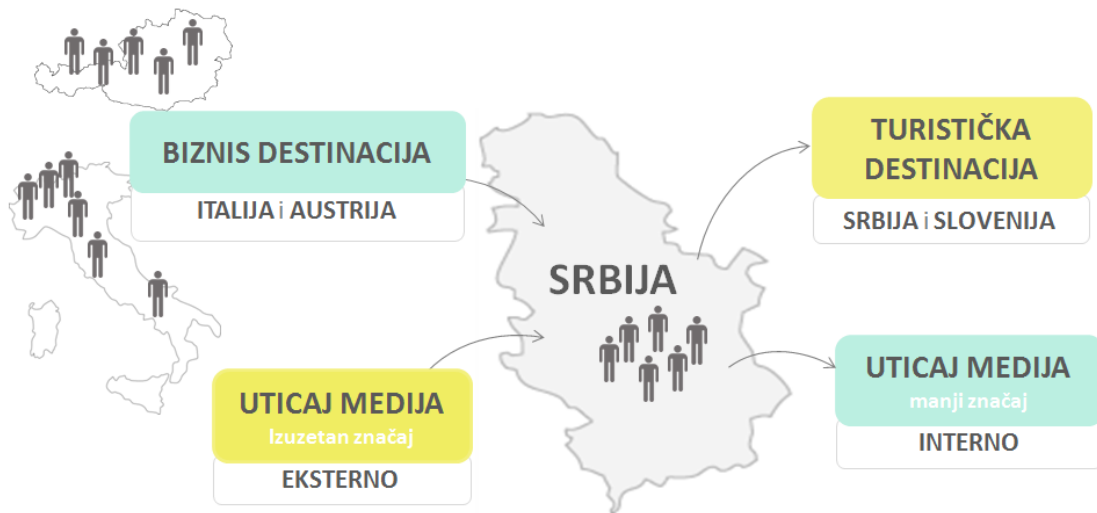 BIZNIS DESTINACIJA
ITALIJA i AUSTRIJA
TURISTIČKA
DESTINACIJA
SRBIJA i SLOVENIJA
SRBIJA
UTICAJ MEDIJA
Izuzetan značaj
EKSTERNO
UTICAJ MEDIJA
manji značaj
INTERNO